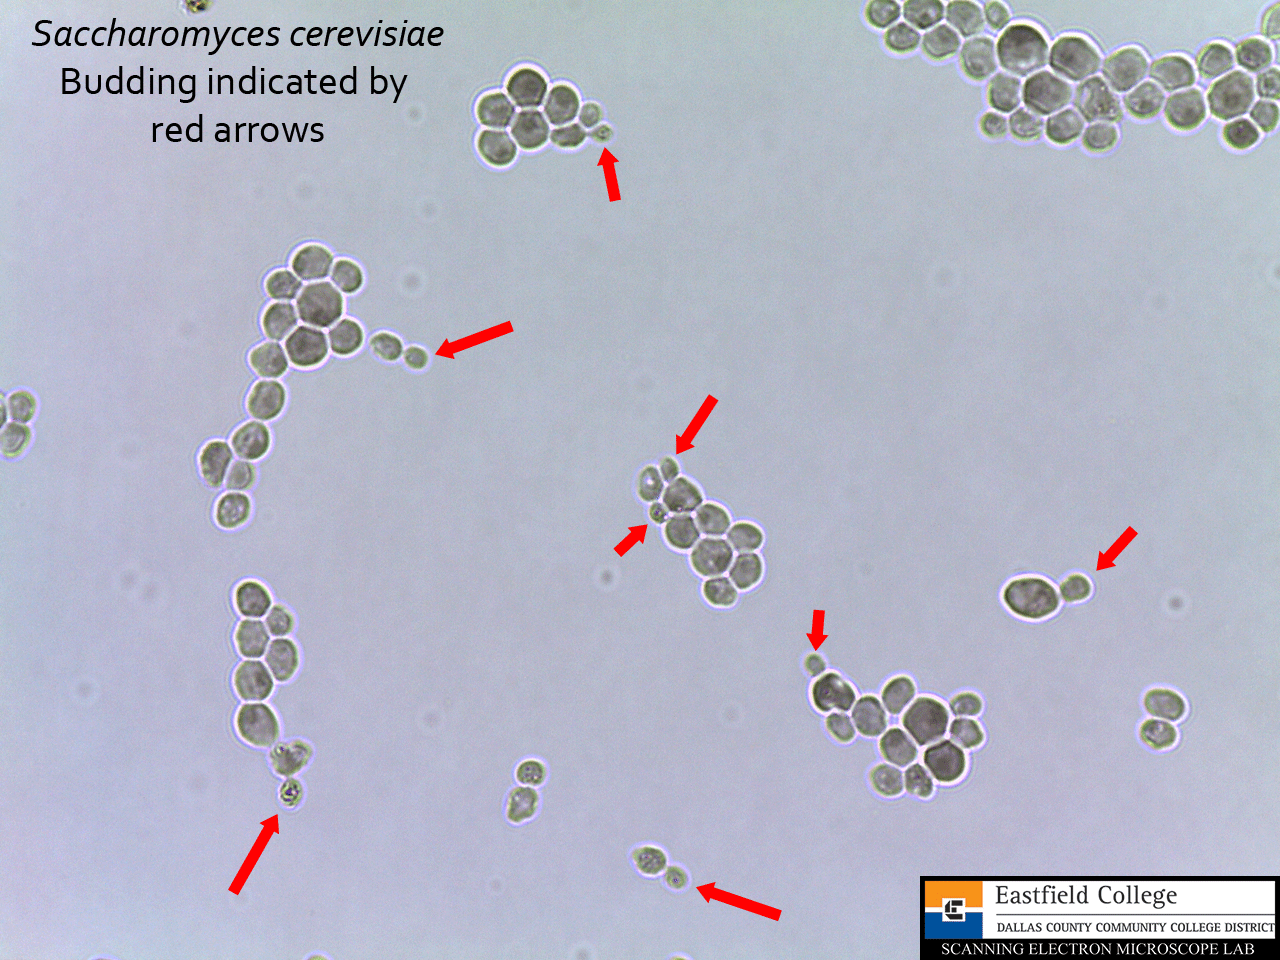 Saccharomyces cerevisiae
Budding indicated by
red arrows
Eastfield College
DALLAS COUNTY COMMUNITY COLLEGE DISTRICT
SCANNING ELECTRON MICROSCOPE LAB